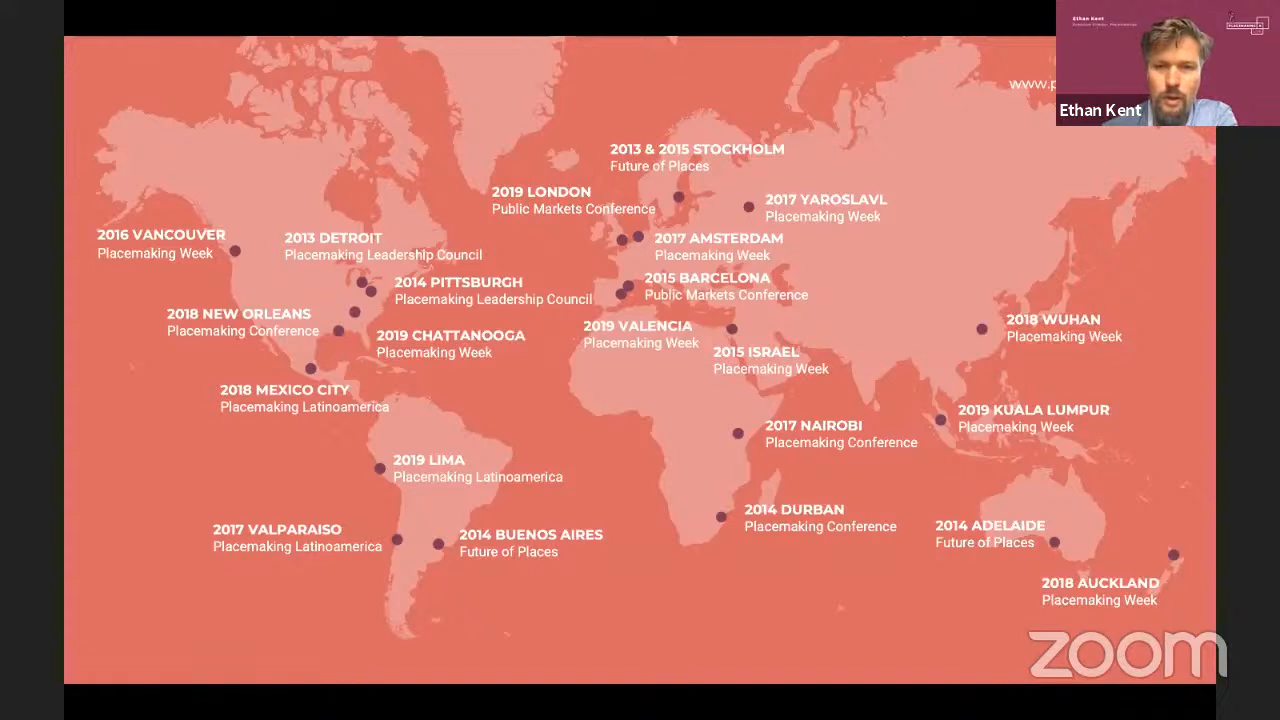 Ethan Kent
PLACEMAKING X
www.p
Ethan Kent
2013 & 2015 STOCKHOLM
Future of Places
2019 LONDON
Public Markets Conference
2017 YAROSLAVL
Placemaking Week
2016 VANCOUVER
Placemaking Week
2013 DETROIT
Placemaking Leadership Council
2017 AMSTERDAM
Placemaking Week
2014 PITTSBURGH
Placemaking Leadership Council
2015 BARCELONA
Public Markets Conference
2018 NEW ORLEANS
Placemaking Conference
2019 CHATTANOOGA
Placemaking Week
2019 VALENCIA
Placemaking Week
2015 ISRAEL
Placemaking Week
2018 WUHAN
Placemaking Week
2018 MEXICO CITY
Placemaking Latinoamerica
2019 KUALA LUMPUR
Placemaking Week
2017 NAIROBI
Placemaking Conference
2019 LIMA
Placemaking Latinoamerica
2014 DURBAN
Placemaking Conference
2017 VALPARAISO
Placemaking Latinoamerica
2014 BUENOS AIRES
Future of Places
2014 ADELAIDE
Future of Places
2018 AUCKLAND
Placemaking Week
zoom